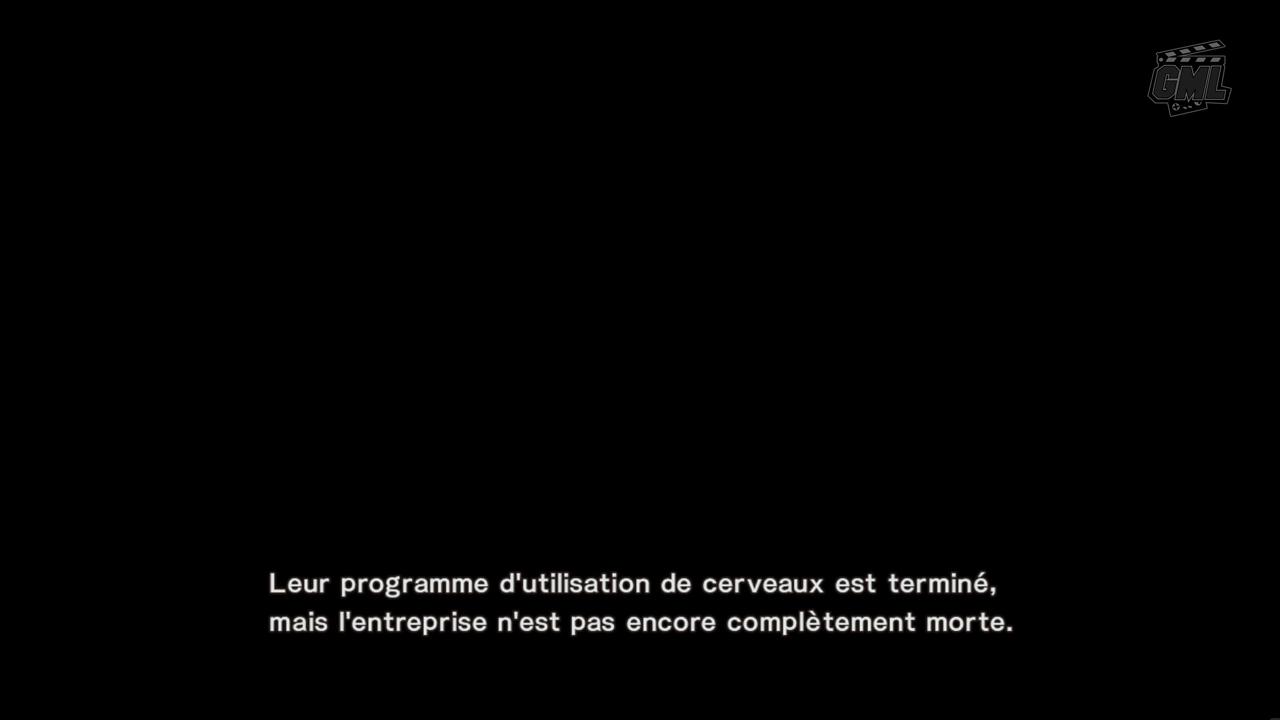 GML
Leur programme d'utilisation de cerveaux est terminé,
mais l'entreprise n'est pas encore complètement morte.